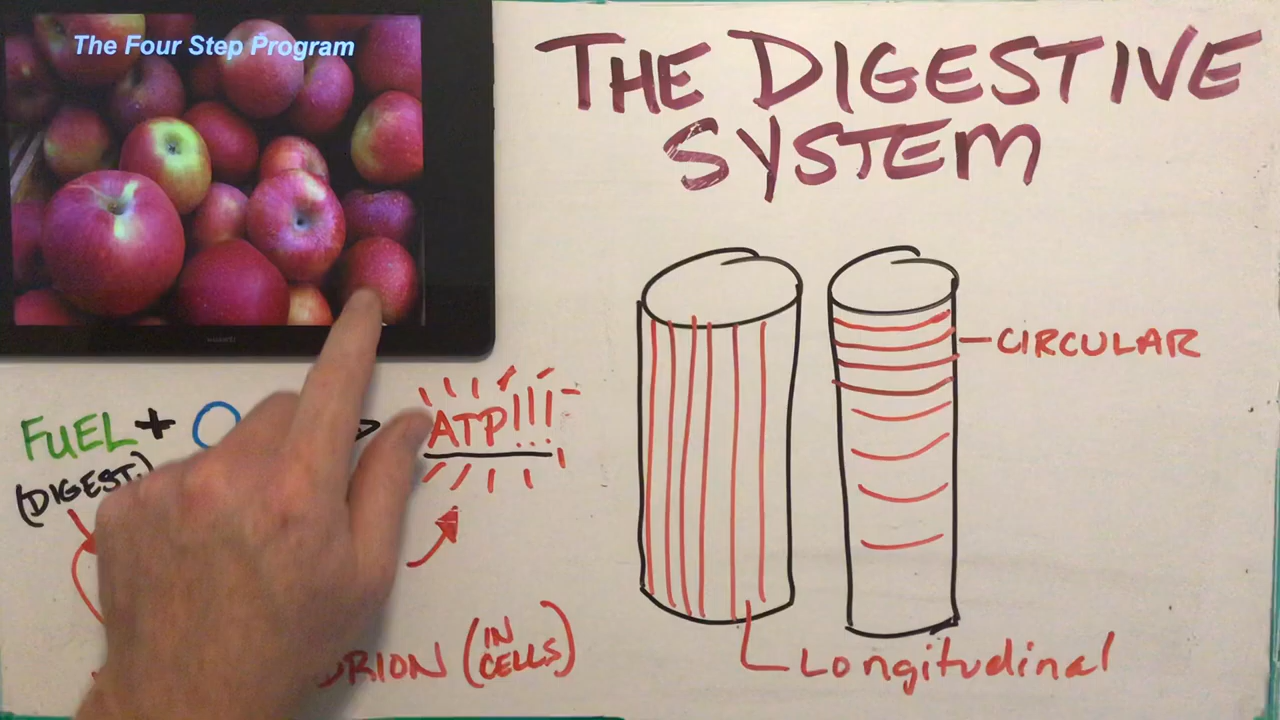 The Four Step Program
THE DIGESTIVE
SYSTEM
CIRCULAR
FUEL +
ATP!!!
(DIGEST.)
(IN
CELLS)
Longitudinal